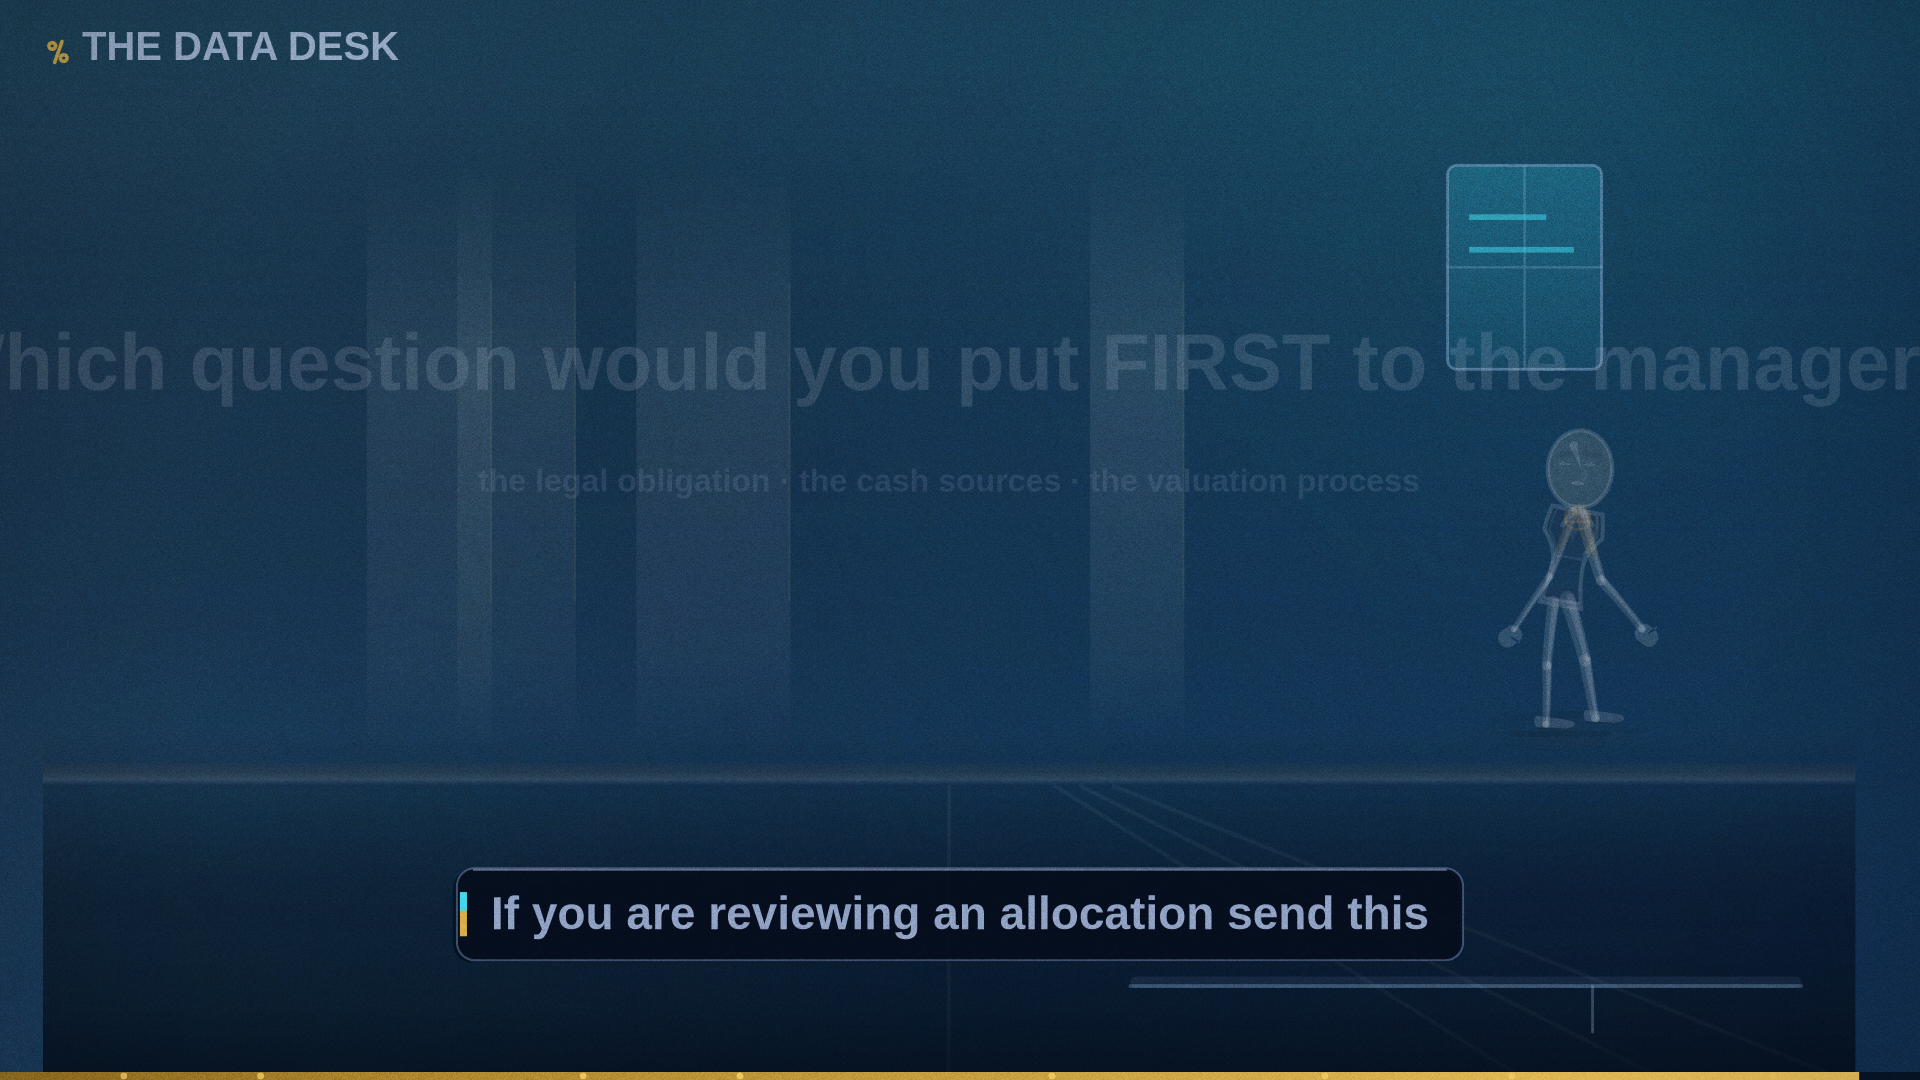 % THE DATA DESK
hich question would you put FIRST to the manager
the legal obligation · the cash sources · the valuation process
If you are reviewing an allocation send this